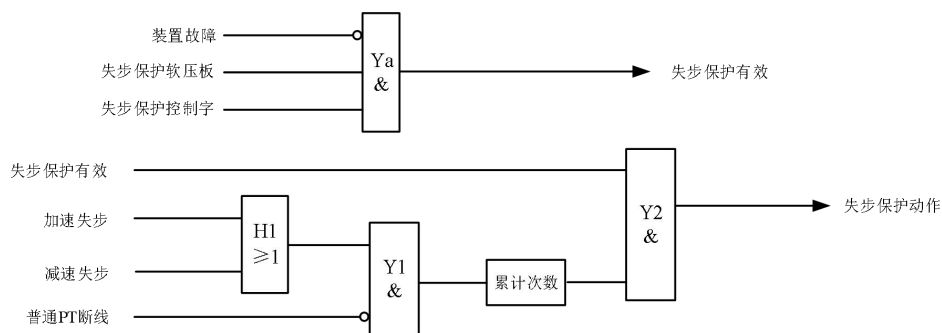 装置故障
失步保护软压板
失步保护控制字
Ya
&
失步保护有效
失步保护有效
加速失步
减速失步
普通PT断线
H1
≥1
Y1
&
累计次数
Y2
&
失步保护动作